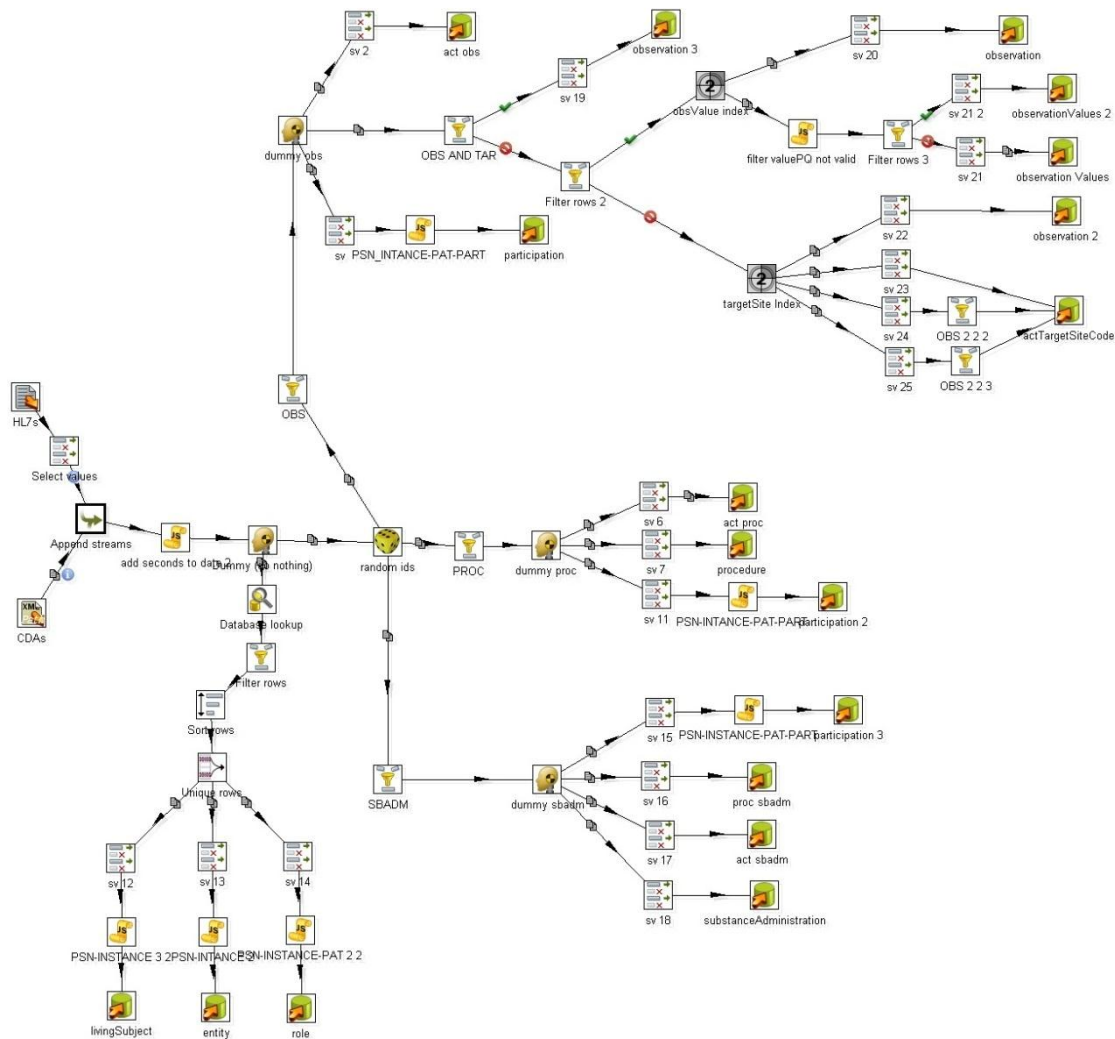 sv 2
act obs
observation 3
sv 19
sv 20
observation
dummy obs
OBS AND TAR
obsValue index
filter valuePQ not valid
Filter rows 3
sv 21 2
observationValues 2
sv 21
observation Values
Filter rows 2
sv
PSN_INTANCE-PAT-PART
participation
sv 22
observation 2
targetSite Index
sv 23
sv 24
OBS 2 2 2
actTargetSiteCode
sv 25
OBS 2 2 3
OBS
HL7s
Select values
Append streams
CDAs
add seconds to date 2
Dummy (do nothing)
random ids
PROC
dummy proc
sv 6
act proc
sv 7
procedure
sv 11
PSN-INTANCE-PAT-PART
participation 2
Database lookup
Filter rows
Sort rows
Unique rows
SBADM
dummy sbadm
sv 15
PSN-INSTANCE-PAT-PART
participation 3
sv 16
proc sbadm
sv 17
act sbadm
sv 18
substanceAdministration
sv 12
sv 13
sv 14
PSN-INSTANCE 3 2
PSN-INTANCE 2
PSN-INSTANCE-PAT 2 2
livingSubject
entity
role